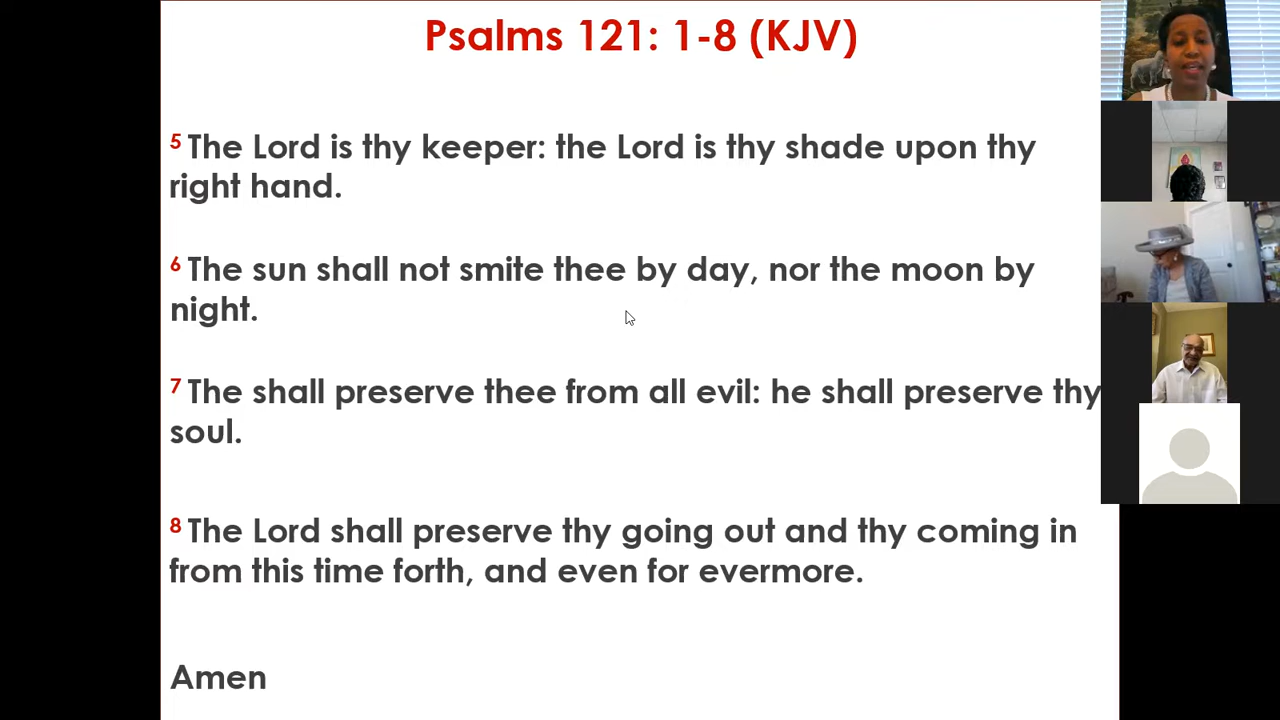 Psalms 121: 1-8 (KJV)
5 The Lord is thy keeper: the Lord is thy shade upon thy
right hand.
6 The sun shall not smite thee by day, nor the moon by
night.
7 The shall preserve thee from all evil: he shall preserve thy
soul.
8 The Lord shall preserve thy going out and thy coming in
from this time forth, and even for evermore.
Amen